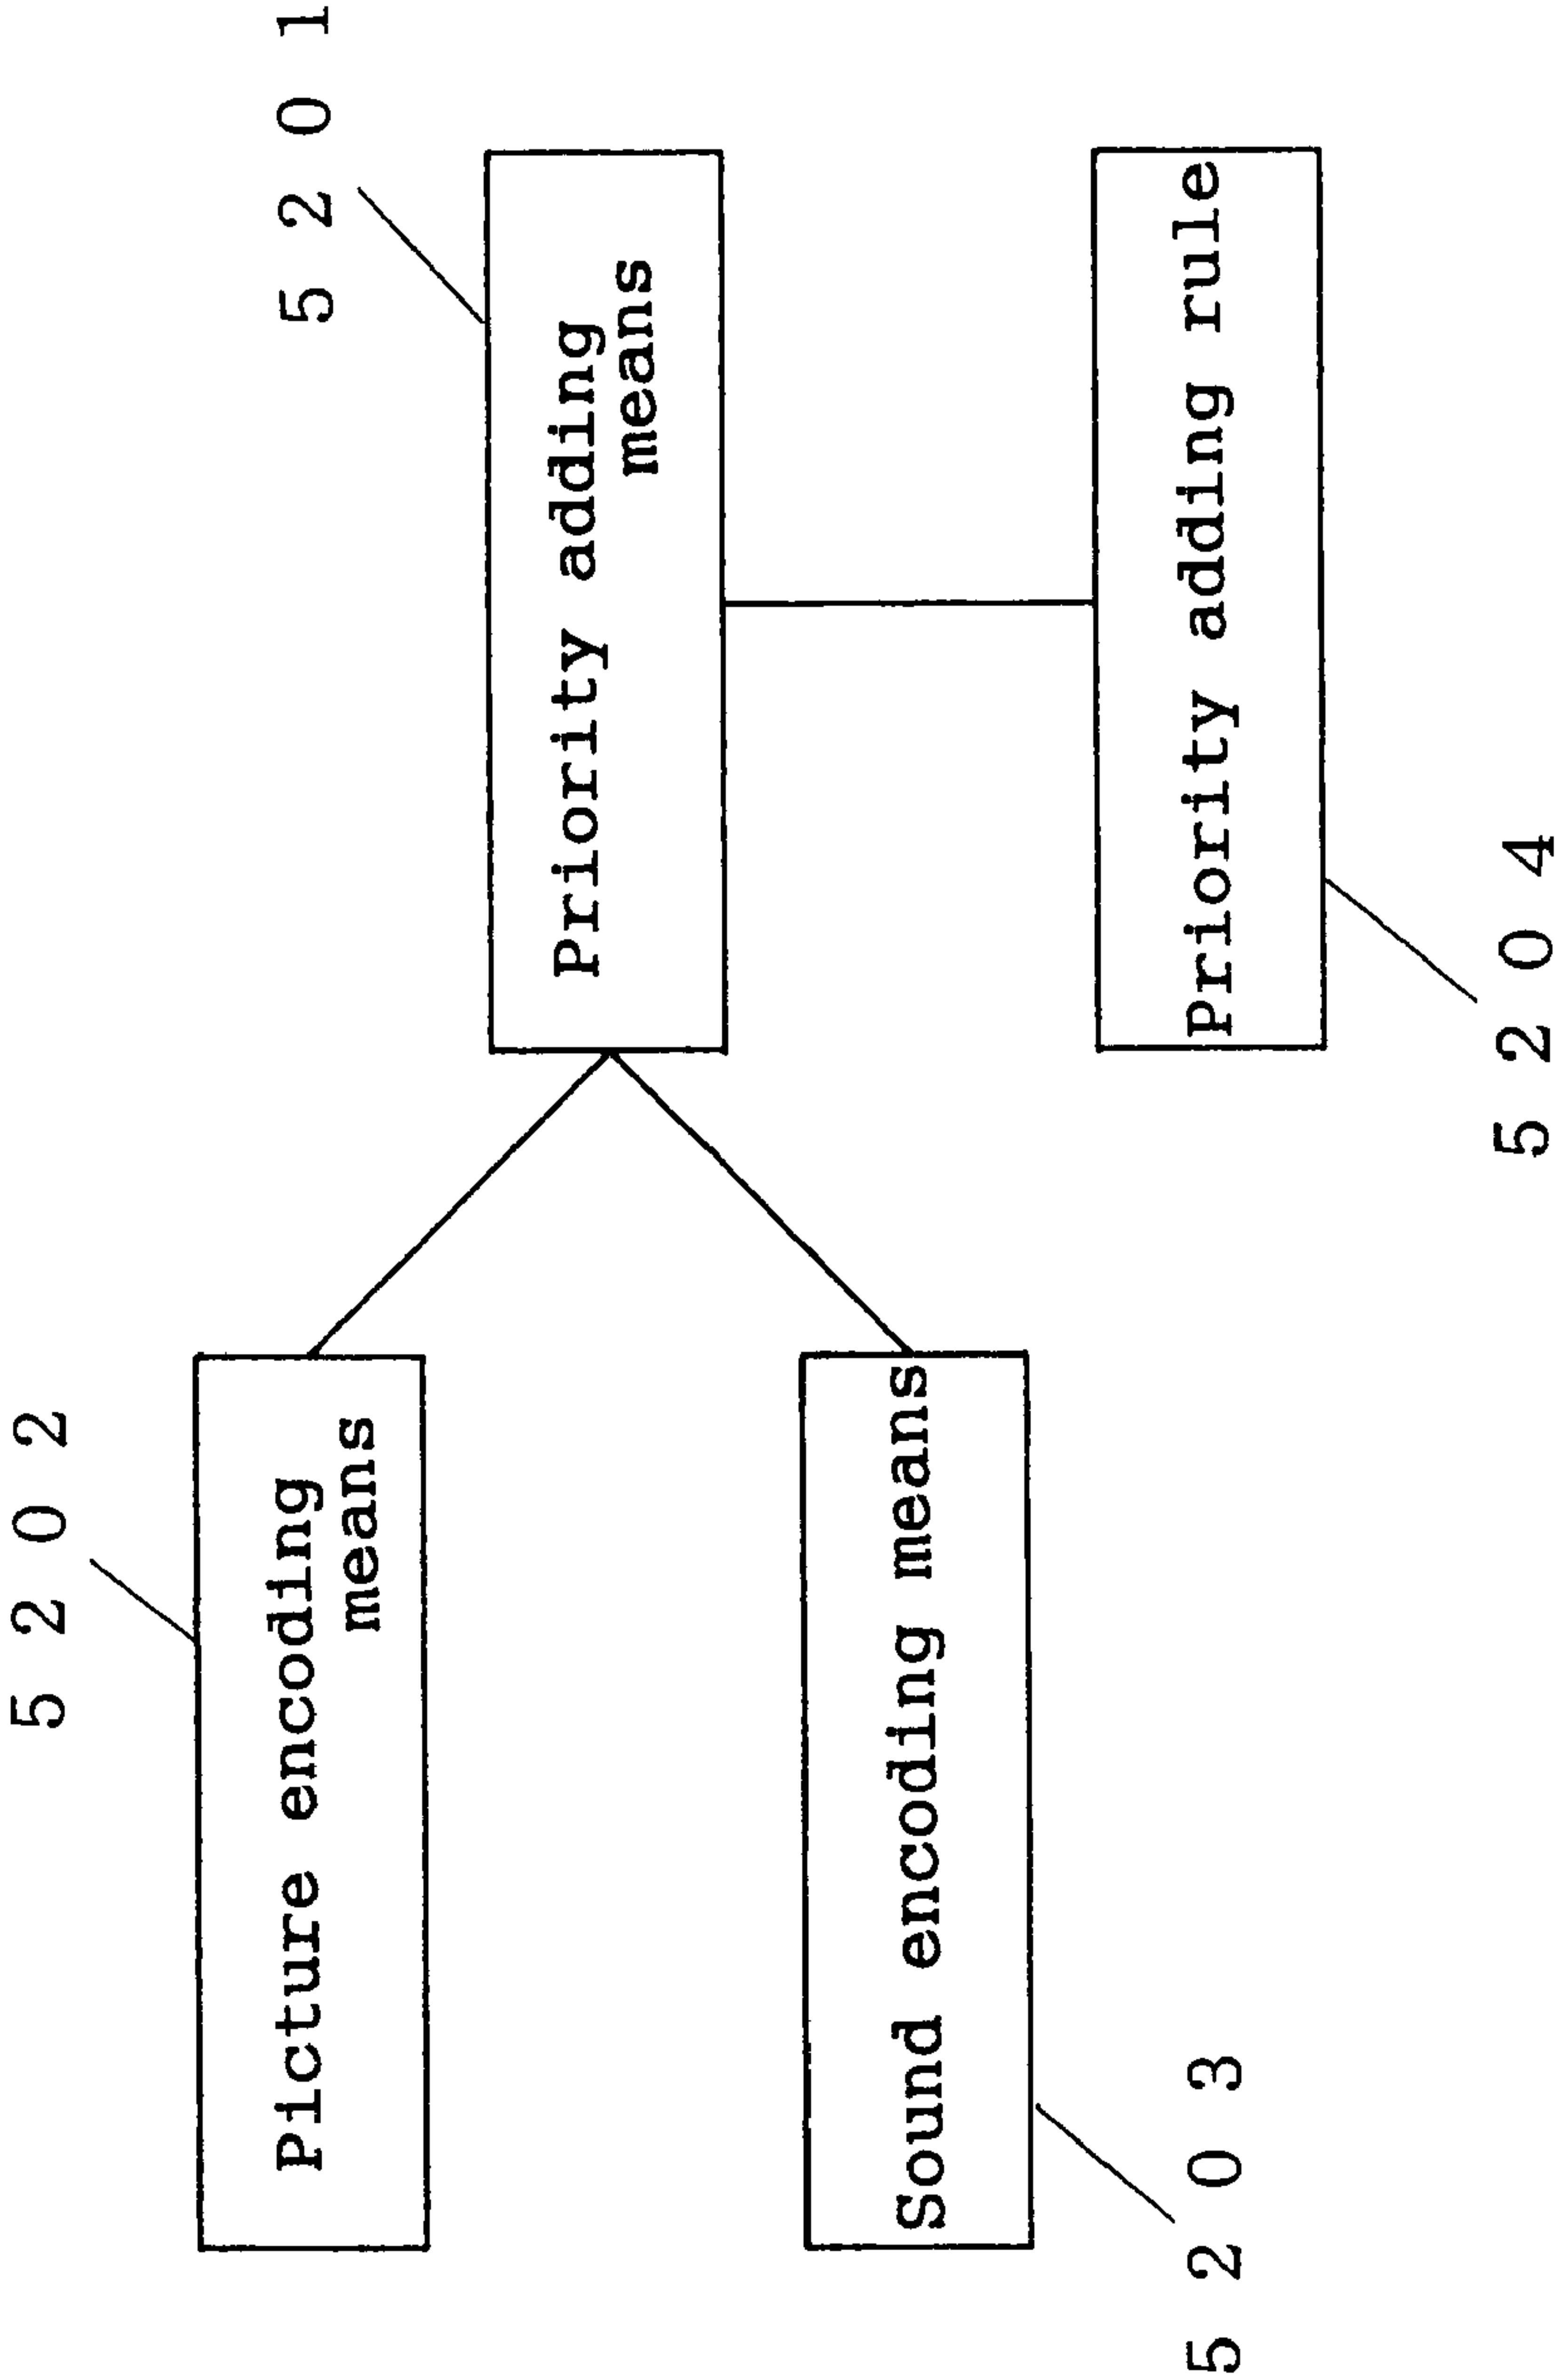 5202
Picture encoding
means
5201
Priority adding
means
Sound encoding means
5203
Priority adding rule
5204